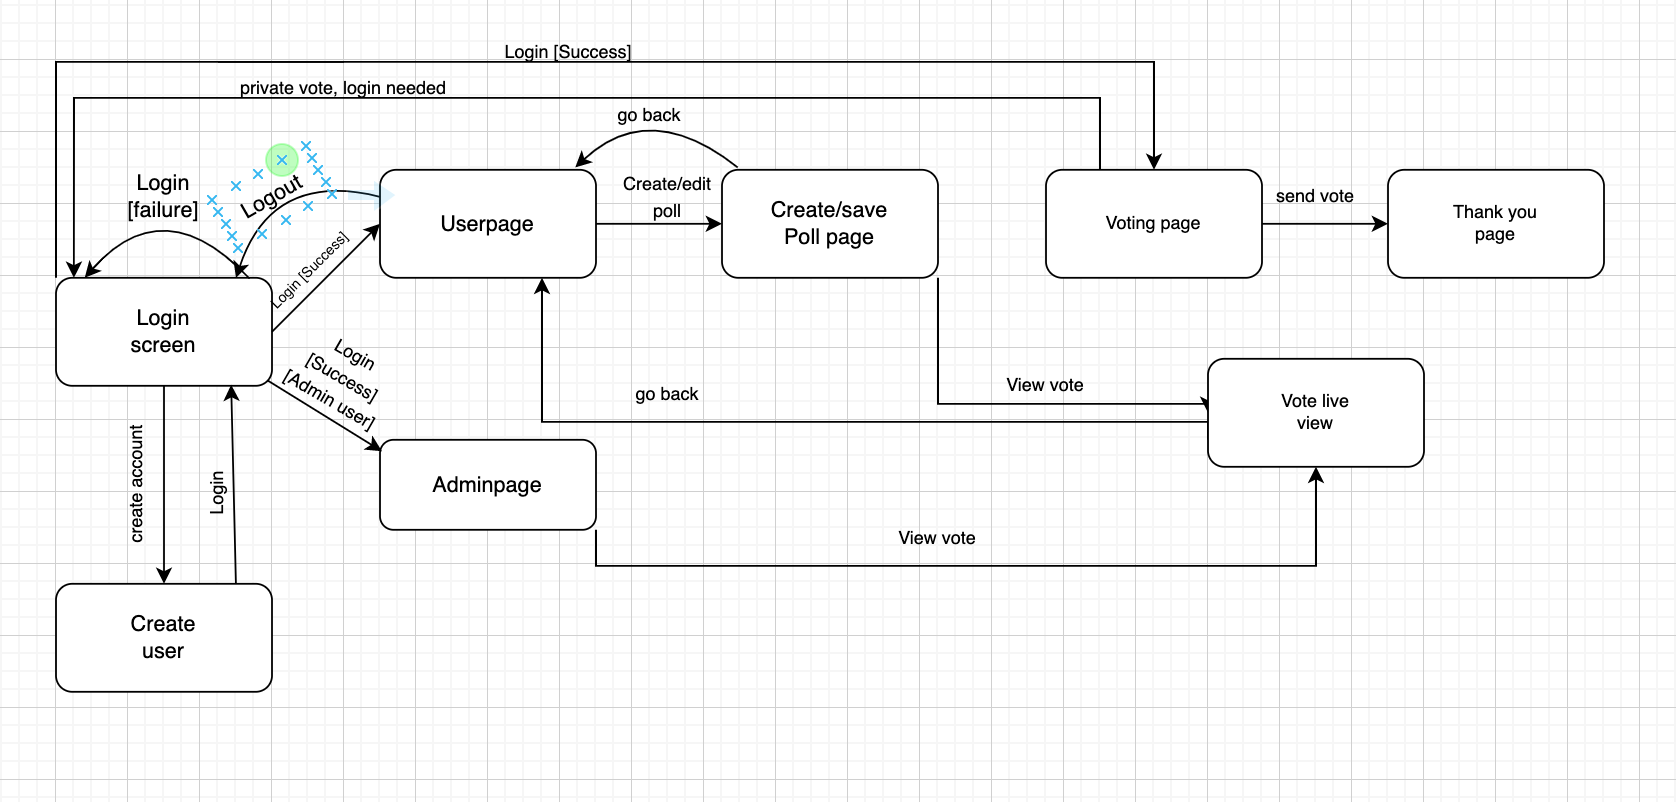 Login [Success]
private vote, login needed
go back
Login
[failure]
Logout
Create/edit
poll
send vote
Userpage
Create/save
Poll page
Voting page
Thank you
page
Login [Success]
Login
screen
Login
[Success]
[Admin user]
go back
View vote
Vote live
view
create account
Login
Adminpage
View vote
Create
user